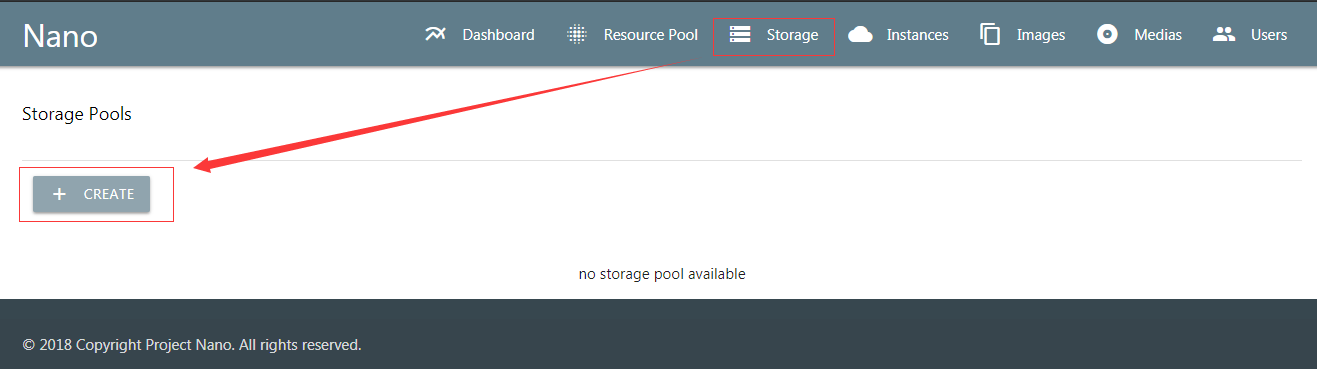 Nano Dashboard Resource Pool Storage Instances Images Medias Users
Storage Pools
+ CREATE
no storage pool available
© 2018 Copyright Project Nano. All rights reserved.